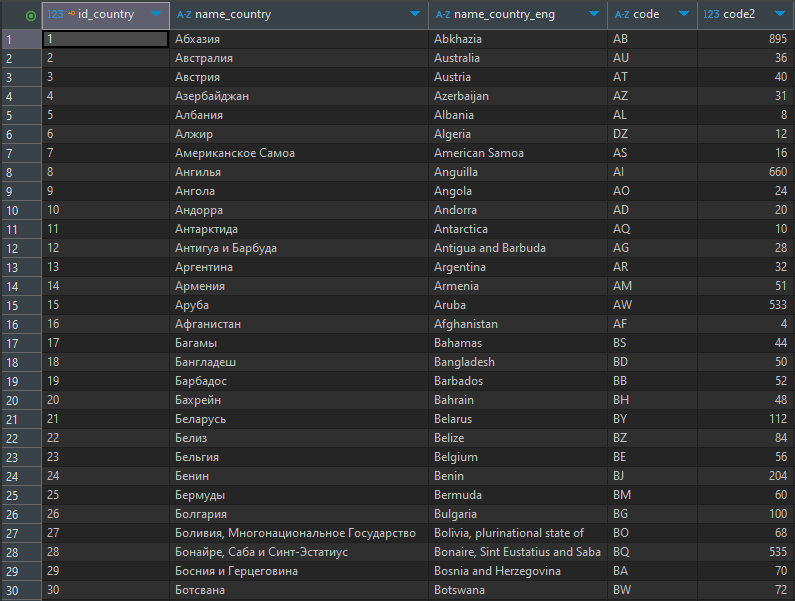 123 id_country A-Z name_country A-Z name_country_eng A-Z code 123 code2
1 1 Абхазия Abkhazia AB 895
2 2 Австралия Australia AU 36
3 3 Австрия Austria AT 40
4 4 Азербайджан Azerbaijan AZ 31
5 5 Албания Albania AL 8
6 6 Алжир Algeria DZ 12
7 7 Американское Самоа American Samoa AS 16
8 8 Ангилья Anguilla AI 660
9 9 Ангола Angola AO 24
10 10 Андорра Andorra AD 20
11 11 Антарктида Antarctica AQ 10
12 12 Антигуа и Барбуда Antigua and Barbuda AG 28
13 13 Аргентина Argentina AR 32
14 14 Армения Armenia AM 51
15 15 Аруба Aruba AW 533
16 16 Афганистан Afghanistan AF 4
17 17 Багамы Bahamas BS 44
18 18 Бангладеш Bangladesh BD 50
19 19 Барбадос Barbados BB 52
20 20 Бахрейн Bahrain BH 48
21 21 Беларусь Belarus BY 112
22 22 Белиз Belize BZ 84
23 23 Бельгия Belgium BE 56
24 24 Бенин Benin BJ 204
25 25 Бермуды Bermuda BM 60
26 26 Болгария Bulgaria BG 100
27 27 Боливия, Многонациональное Государство Bolivia, plurinational state of BO 68
28 28 Бонайре, Саба и Синт-Эстатиус Bonaire, Sint Eustatius and Saba BQ 535
29 29 Босния и Герцеговина Bosnia and Herzegovina BA 70
30 30 Ботсвана Botswana BW 72